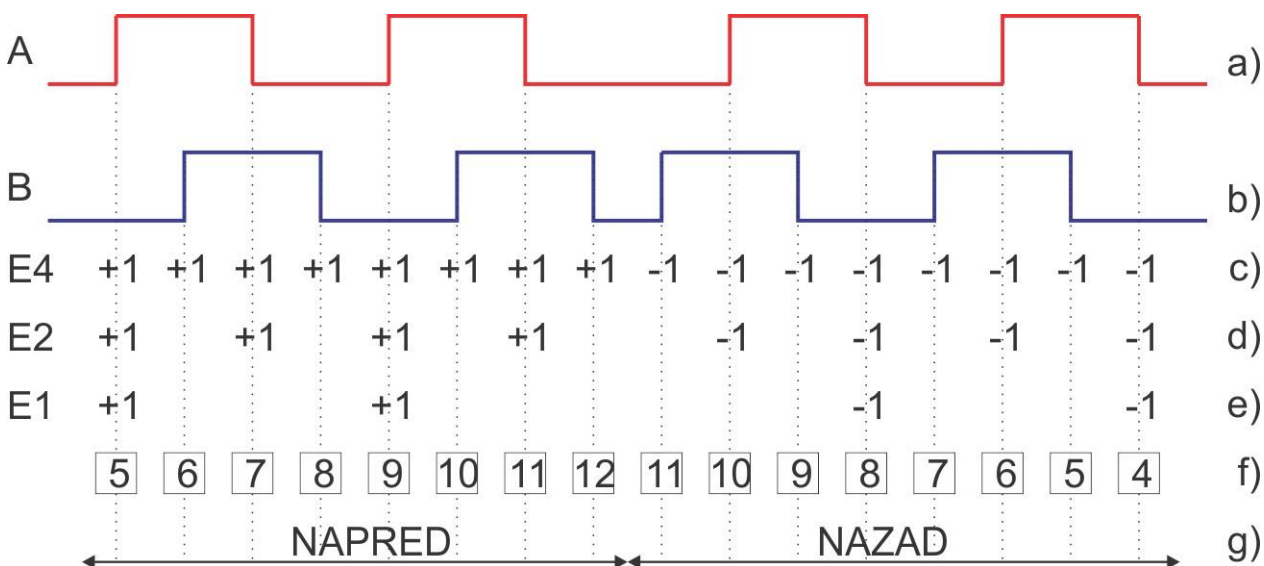 A a)
B b)
E4 +1 +1 +1 +1 +1 +1 +1 +1 -1 -1 -1 -1 -1 -1 -1 -1 c)
E2 +1 +1 +1 +1 -1 -1 -1 -1 d)
E1 +1 +1 -1 -1 e)
5 6 7 8 9 10 11 12 11 10 9 8 7 6 5 4 f)
NAPRED NAZAD g)